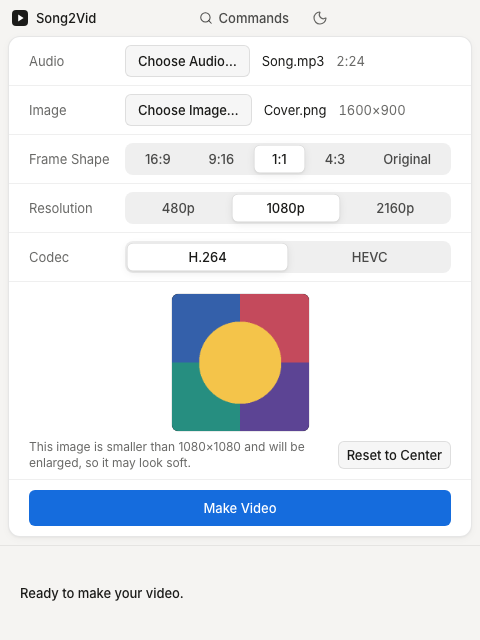 Song2Vid
Commands
Audio
Choose Audio...
Song.mp3
2:24
Image
Choose Image...
Cover.png
1600×900
Frame Shape
16:9
9:16
1:1
4:3
Original
Resolution
480p
1080p
2160p
Codec
H.264
HEVC
This image is smaller than 1080×1080 and will be
enlarged, so it may look soft.
Reset to Center
Make Video
Ready to make your video.